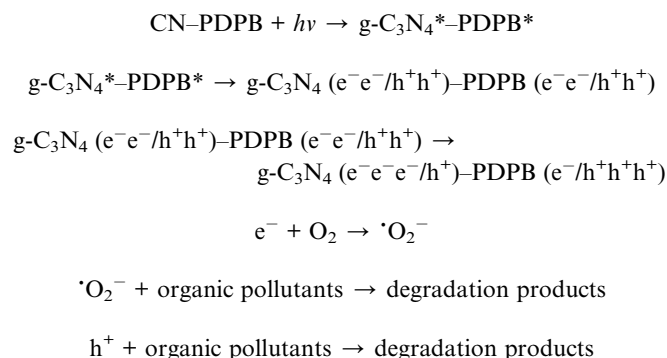 CN–PDPB + hν → g-C₃N₄*–PDPB*
g-C₃N₄*–PDPB* → g-C₃N₄ (e⁻e⁻/h⁺h⁺)–PDPB (e⁻e⁻/h⁺h⁺)
g-C₃N₄ (e⁻e⁻/h⁺h⁺)–PDPB (e⁻e⁻/h⁺h⁺) →
g-C₃N₄ (e⁻e⁻e⁻/h⁺)–PDPB (e⁻/h⁺h⁺h⁺)
e⁻ + O₂ → ˙O₂⁻
˙O₂⁻ + organic pollutants → degradation products
h⁺ + organic pollutants → degradation products